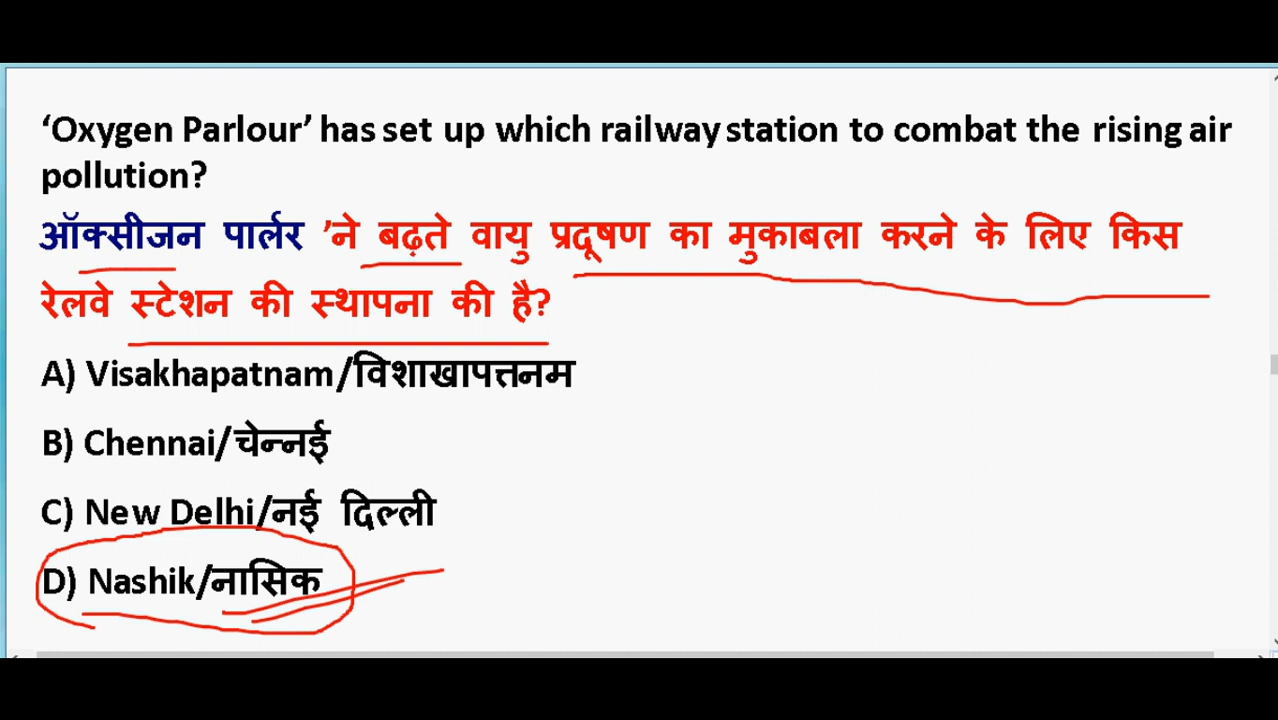 ‘Oxygen Parlour’ has set up which railway station to combat the rising air
pollution?
ऑक्सीजन पार्लर ’ने बढ़ते वायु प्रदूषण का मुकाबला करने के लिए किस
रेलवे स्टेशन की स्थापना की है?
A) Visakhapatnam/विशाखापत्तनम
B) Chennai/चेन्नई
C) New Delhi/नई दिल्ली
D) Nashik/नासिक